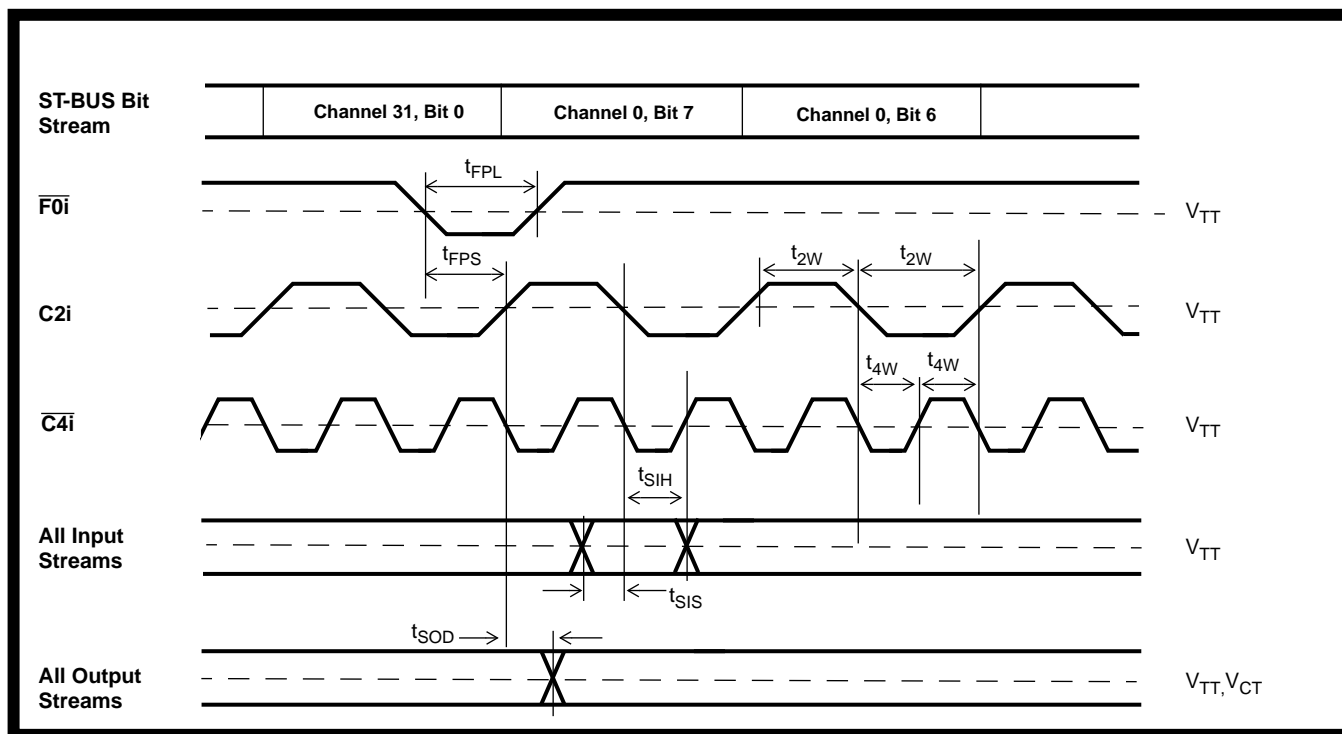 ST-BUS Bit
Stream
Channel 31, Bit 0
Channel 0, Bit 7
Channel 0, Bit 6
tFPL
F0i
VTT
tFPS
t2W
t2W
C2i
VTT
t4W
t4W
C4i
VTT
tSIH
All Input
Streams
VTT
tSIS
tSOD
All Output
Streams
VTT,VCT